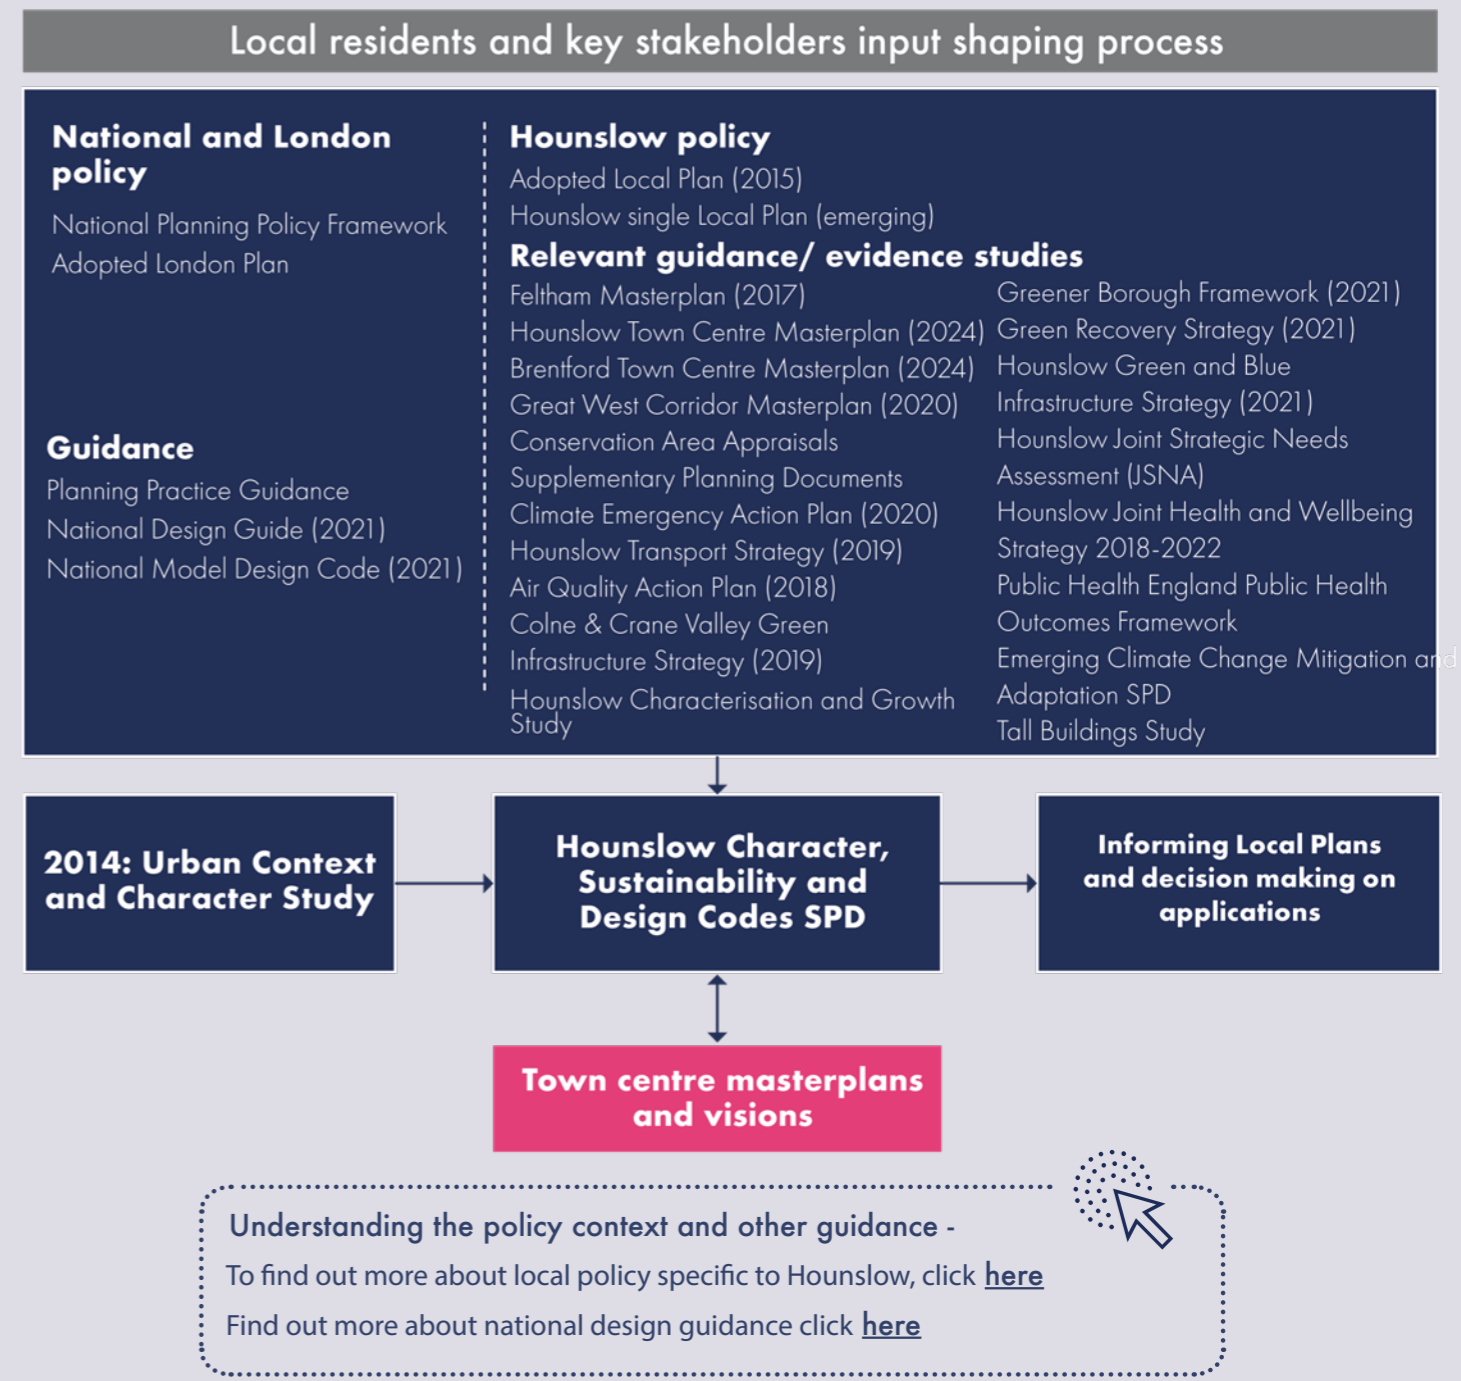 Local residents and key stakeholders input shaping process
National and London
policy
National Planning Policy Framework
Adopted London Plan
Guidance
Planning Practice Guidance
National Design Guide (2021)
National Model Design Code (2021)
Hounslow policy
Adopted Local Plan (2015)
Hounslow single Local Plan (emerging)
Relevant guidance/ evidence studies
Feltham Masterplan (2017)
Hounslow Town Centre Masterplan (2024)
Brentford Town Centre Masterplan (2024)
Great West Corridor Masterplan (2020)
Conservation Area Appraisals
Supplementary Planning Documents
Climate Emergency Action Plan (2020)
Hounslow Transport Strategy (2019)
Air Quality Action Plan (2018)
Colne & Crane Valley Green
Infrastructure Strategy (2019)
Hounslow Characterisation and Growth
Study
Greener Borough Framework (2021)
Green Recovery Strategy (2021)
Hounslow Green and Blue
Infrastructure Strategy (2021)
Hounslow Joint Strategic Needs
Assessment (JSNA)
Hounslow Joint Health and Wellbeing
Strategy 2018-2022
Public Health England Public Health
Outcomes Framework
Emerging Climate Change Mitigation and
Adaptation SPD
Tall Buildings Study
2014: Urban Context
and Character Study
Hounslow Character,
Sustainability and
Design Codes SPD
Informing Local Plans
and decision making on
applications
Town centre masterplans
and visions
Understanding the policy context and other guidance -
To find out more about local policy specific to Hounslow, click here
Find out more about national design guidance click here